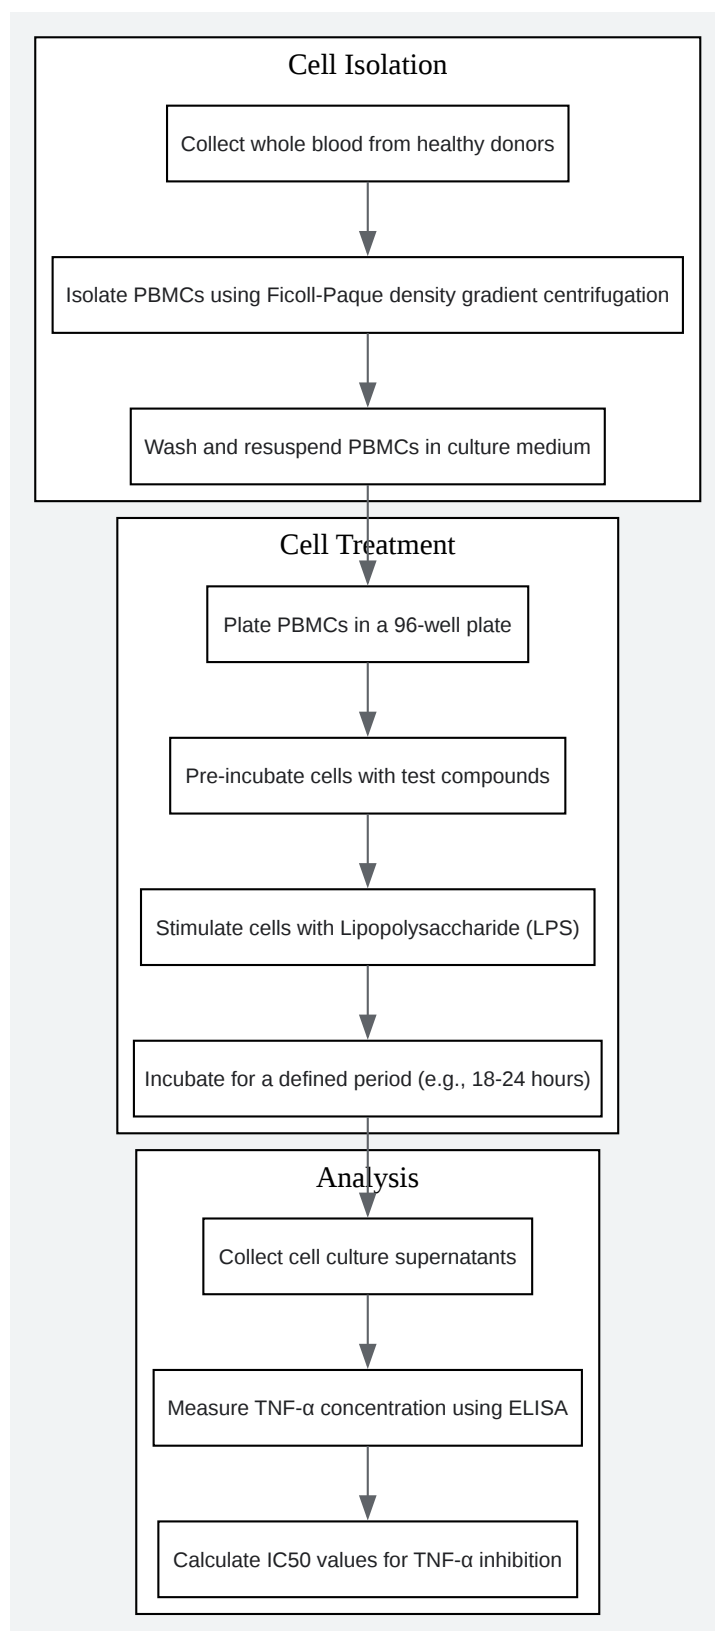 Cell Isolation
Collect whole blood from healthy donors
Isolate PBMCs using Ficoll-Paque density gradient centrifugation
Wash and resuspend PBMCs in culture medium
Cell Treatment
Plate PBMCs in a 96-well plate
Pre-incubate cells with test compounds
Stimulate cells with Lipopolysaccharide (LPS)
Incubate for a defined period (e.g., 18-24 hours)
Analysis
Collect cell culture supernatants
Measure TNF-α concentration using ELISA
Calculate IC50 values for TNF-α inhibition